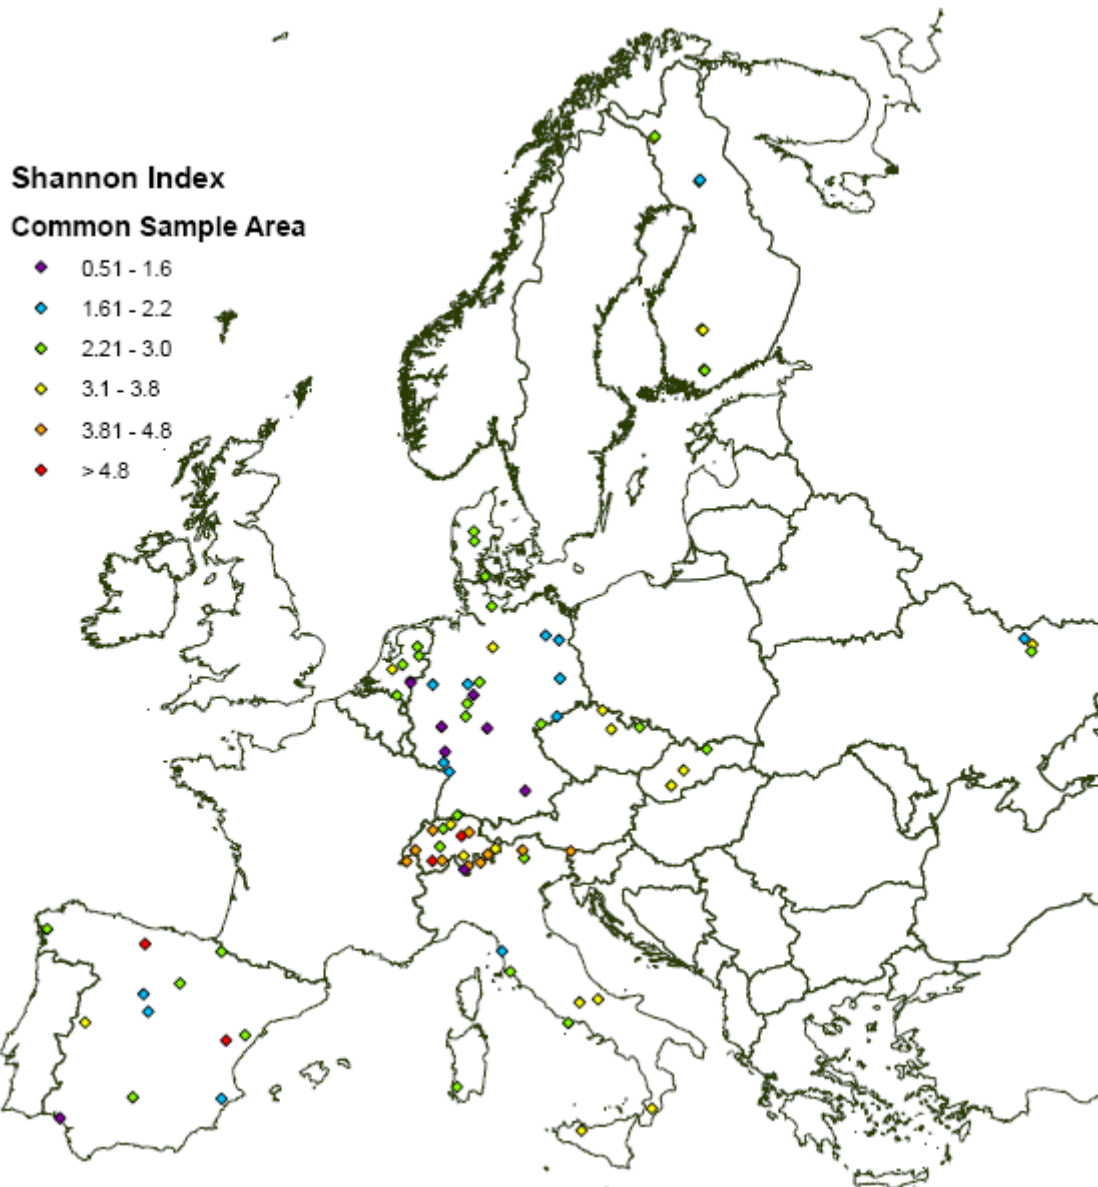 Shannon Index
Common Sample Area
0.51 - 1.6
1.61 - 2.2
2.21 - 3.0
3.1 - 3.8
3.81 - 4.8
> 4.8